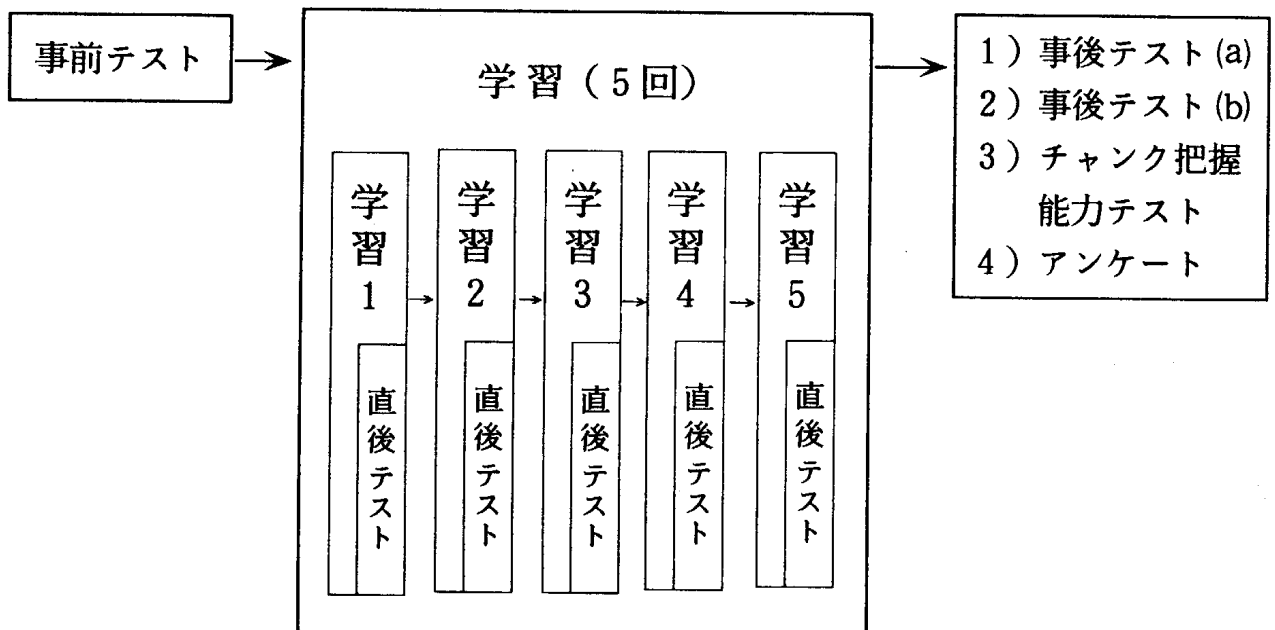 事前テスト
学習(5回)
学習1
直後テスト
学習2
直後テスト
学習3
直後テスト
学習4
直後テスト
学習5
直後テスト
1)事後テスト(a)
2)事後テスト(b)
3)チャンク把握
能力テスト
4)アンケート